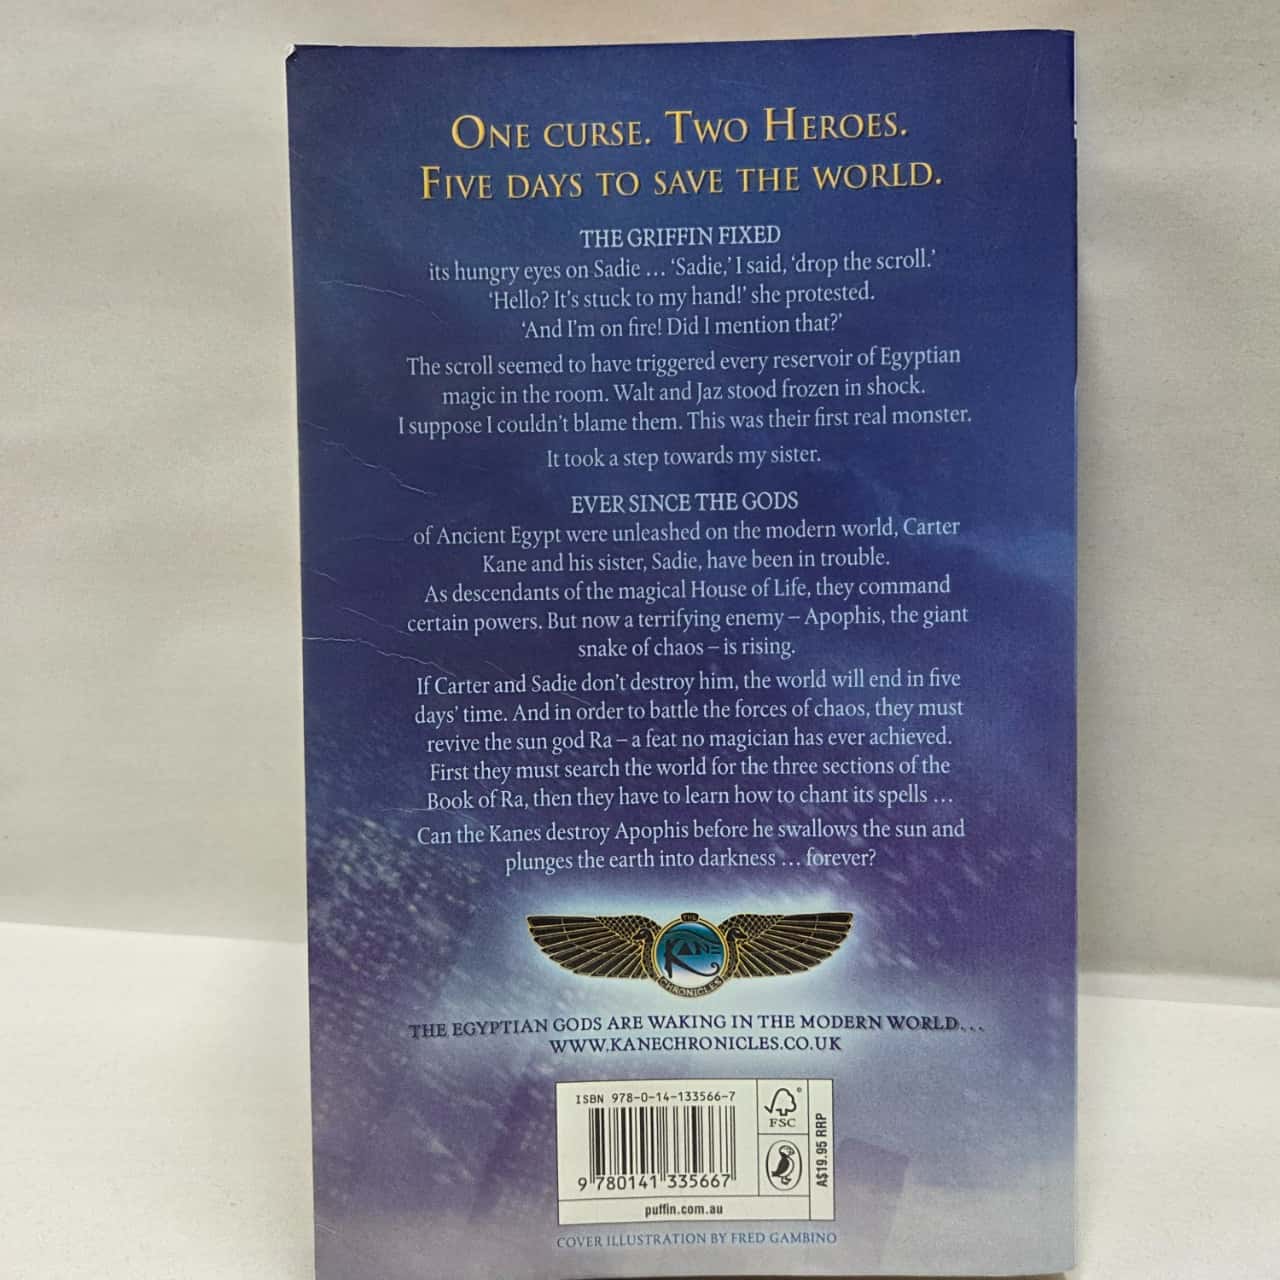 ONE CURSE. TWO HEROES.
FIVE DAYS TO SAVE THE WORLD.
THE GRIFFIN FIXED
its hungry eyes on Sadie … ‘Sadie,’ I said, ‘drop the scroll.’
‘Hello? It’s stuck to my hand!’ she protested.
‘And I’m on fire! Did I mention that?’
The scroll seemed to have triggered every reservoir of Egyptian
magic in the room. Walt and Jaz stood frozen in shock.
I suppose I couldn’t blame them. This was their first real monster.
It took a step towards my sister.
EVER SINCE THE GODS
of Ancient Egypt were unleashed on the modern world, Carter
Kane and his sister, Sadie, have been in trouble.
As descendants of the magical House of Life, they command
certain powers. But now a terrifying enemy – Apophis, the giant
snake of chaos – is rising.
If Carter and Sadie don’t destroy him, the world will end in five
days’ time. And in order to battle the forces of chaos, they must
revive the sun god Ra – a feat no magician has ever achieved.
First they must search the world for the three sections of the
Book of Ra, then they have to learn how to chant its spells …
Can the Kanes destroy Apophis before he swallows the sun and
plunges the earth into darkness … forever?
THE
KANE
CHRONICLES
THE EGYPTIAN GODS ARE WAKING IN THE MODERN WORLD...
WWW.KANECHRONICLES.CO.UK
ISBN 978-0-14-133566-7
9 780141 335667
FSC
A$19.95 RRP
puffin.com.au
COVER ILLUSTRATION BY FRED GAMBINO